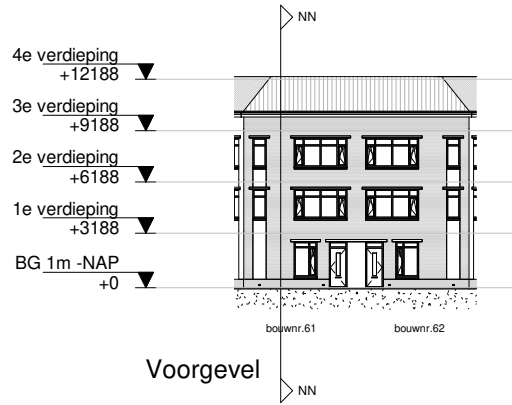 NN
4e verdieping
+12188
3e verdieping
+9188
2e verdieping
+6188
1e verdieping
+3188
BG 1m -NAP
+0
bouwnr.61 bouwnr.62
Voorgevel
NN